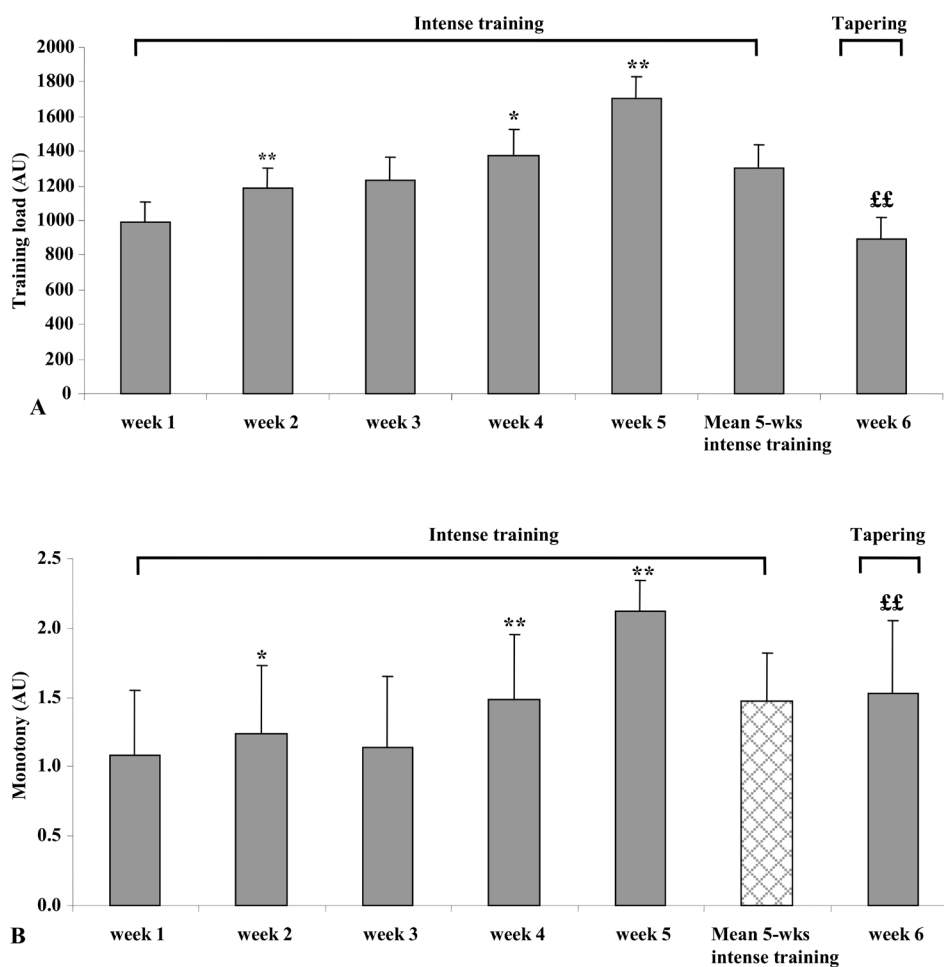 Intense training
Tapering
2000
1800
1600
1400
1200
1000
800
600
400
200
0
Training load (AU)
**
*
**
££
A
week 1
week 2
week 3
week 4
week 5
Mean 5-wks
intense training
week 6
Intense training
Tapering
2.5
2.0
1.5
1.0
0.5
0.0
Monotony (AU)
*
**
**
££
B
week 1
week 2
week 3
week 4
week 5
Mean 5-wks
intense training
week 6